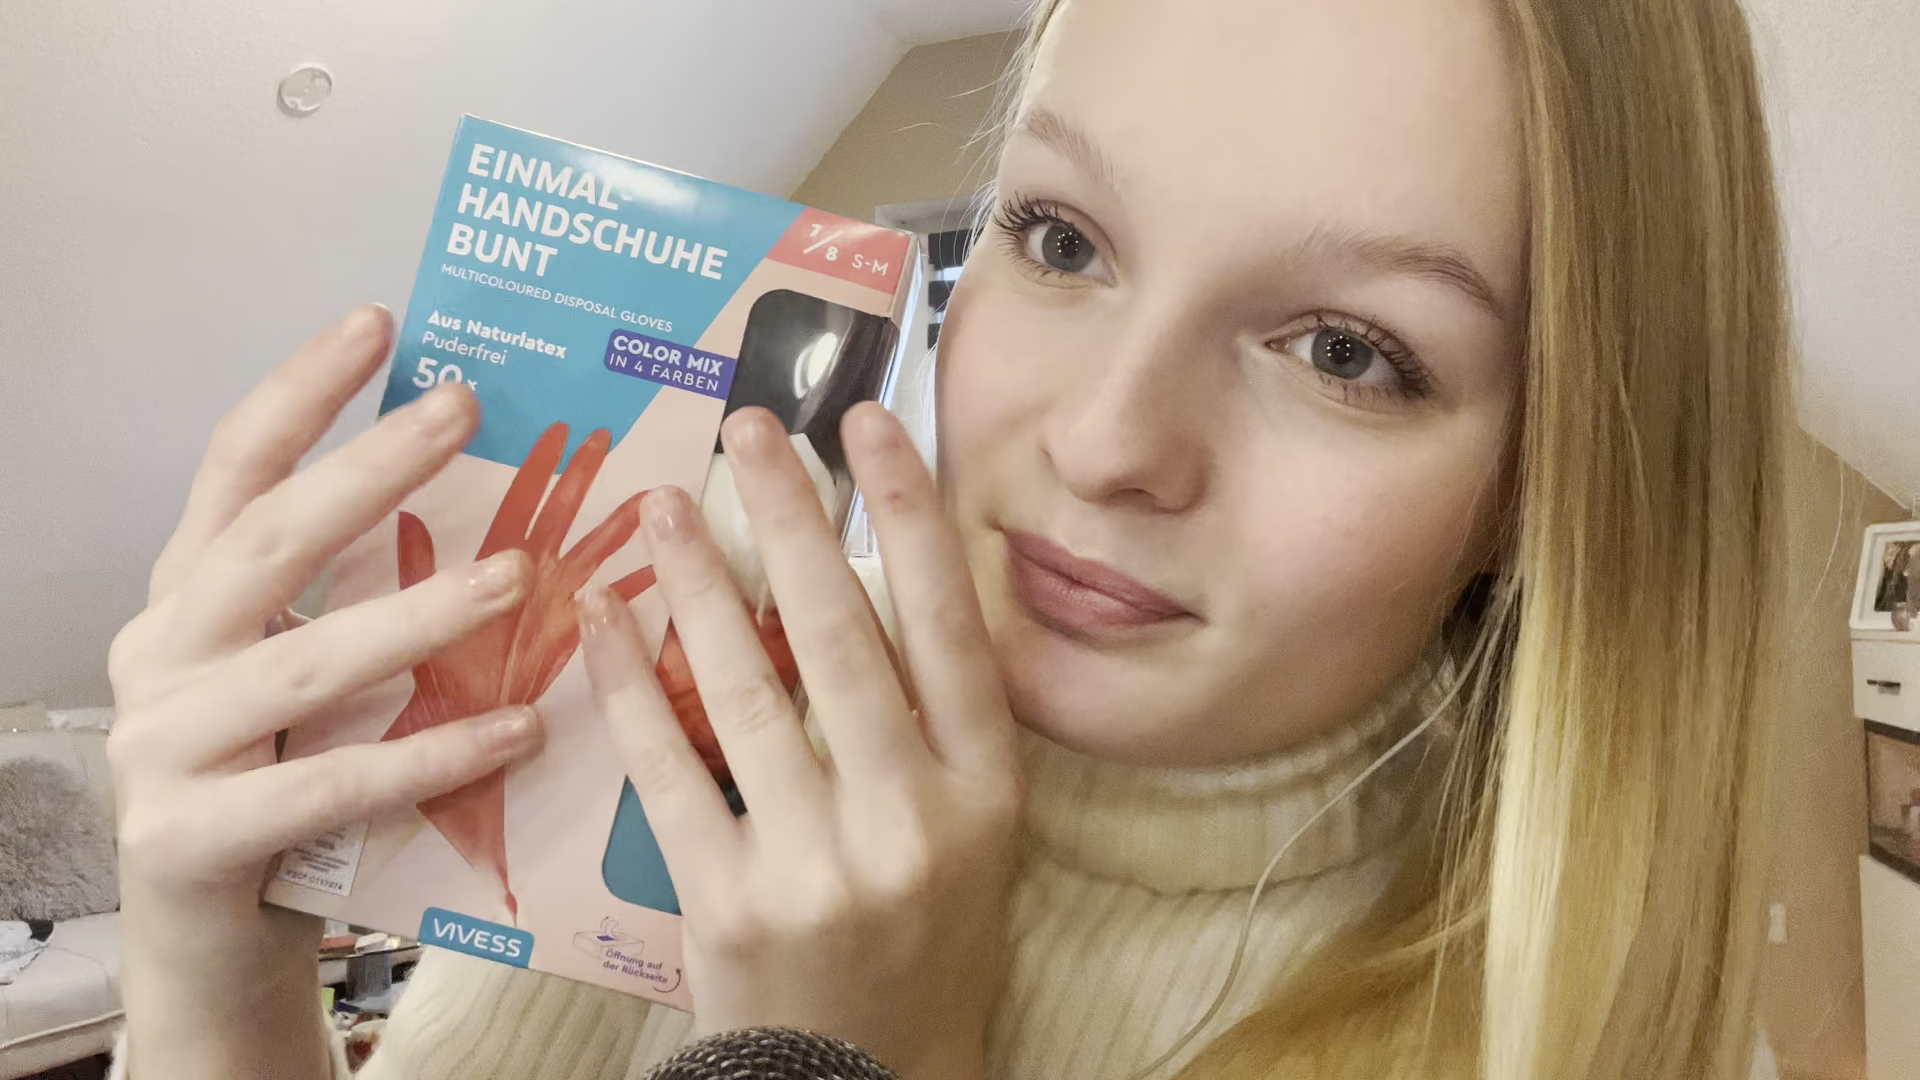 EINMAL-
HANDSCHUHE
BUNT
MULTICOLOURED DISPOSAL GLOVES
7/8 S-M
Aus Naturlatex
Puderfrei
50x
COLOR MIX
IN 4 FARBEN
VIVESS
Öffnung auf
der Rückseite